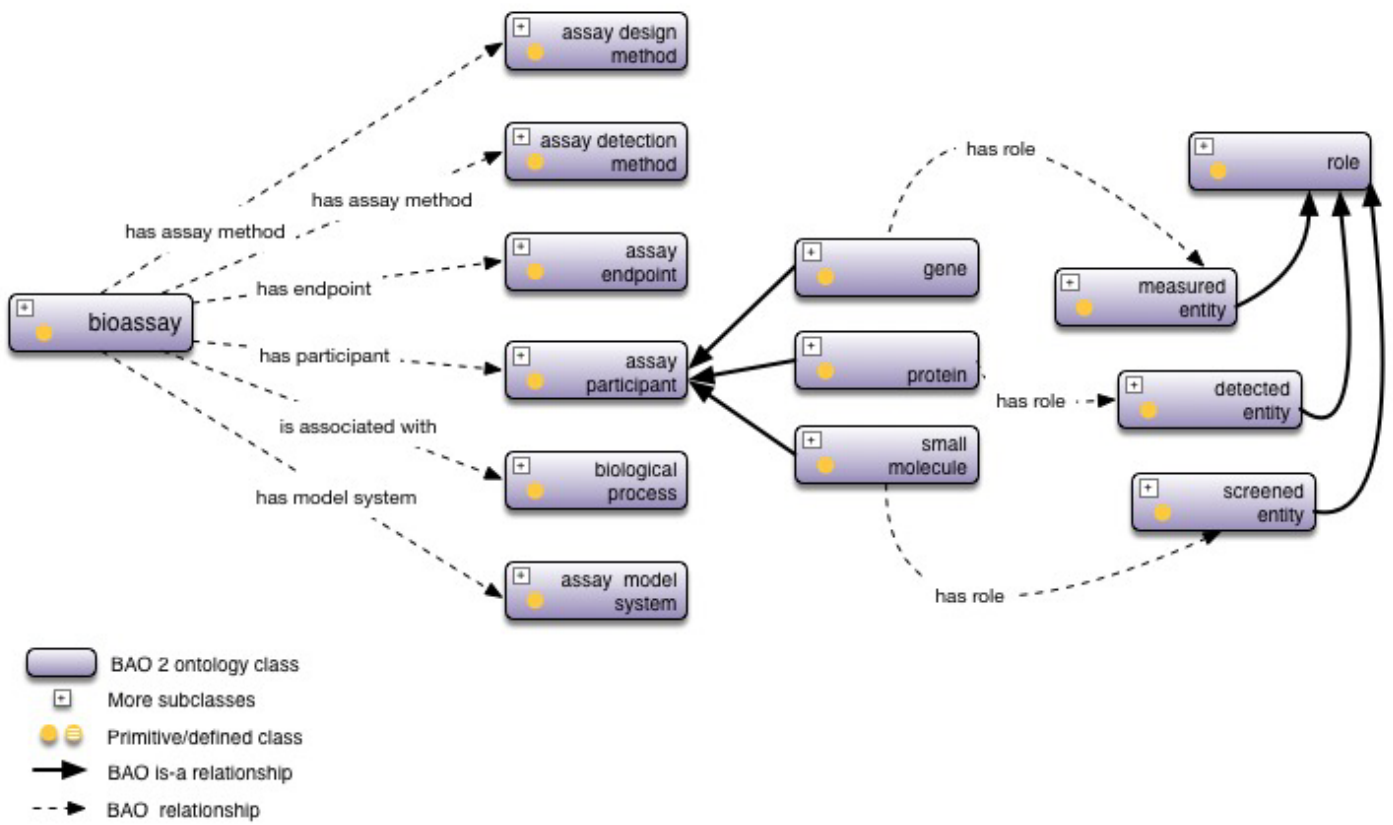 assay design
method
assay detection
method
has assay method
has assay method
assay
endpoint
has endpoint
bioassay
has participant
assay
participant
is associated with
biological
process
has model system
assay model
system
gene
protein
small
molecule
has role
has role
has role
role
measured
entity
detected
entity
screened
entity
BAO 2 ontology class
More subclasses
Primitive/defined class
BAO is-a relationship
BAO relationship